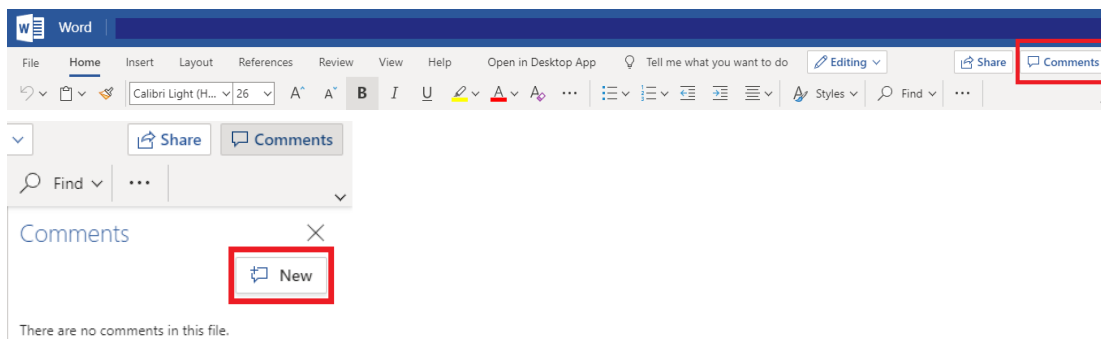 W Word
File Home Insert Layout References Review View Help Open in Desktop App Tell me what you want to do Editing Share Comments
Calibri Light (H... 26 A A B I U A A ... Styles Find ...
Share Comments
Find ...
Comments
New
There are no comments in this file.